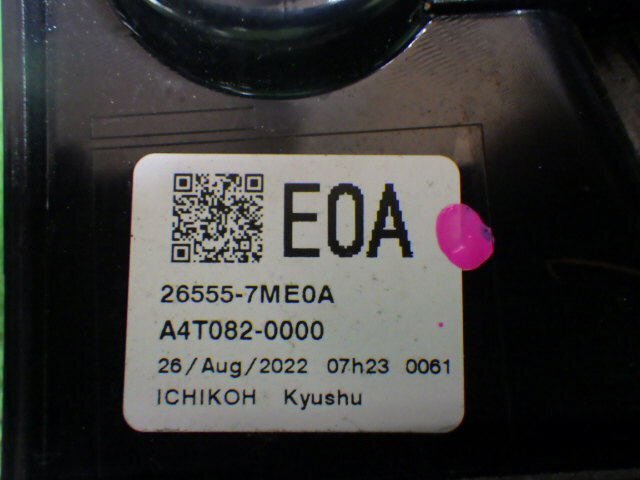 E0A
26555-7ME0A
A4T082-0000
26/Aug/2022 07h23 0061
ICHIKOH Kyushu